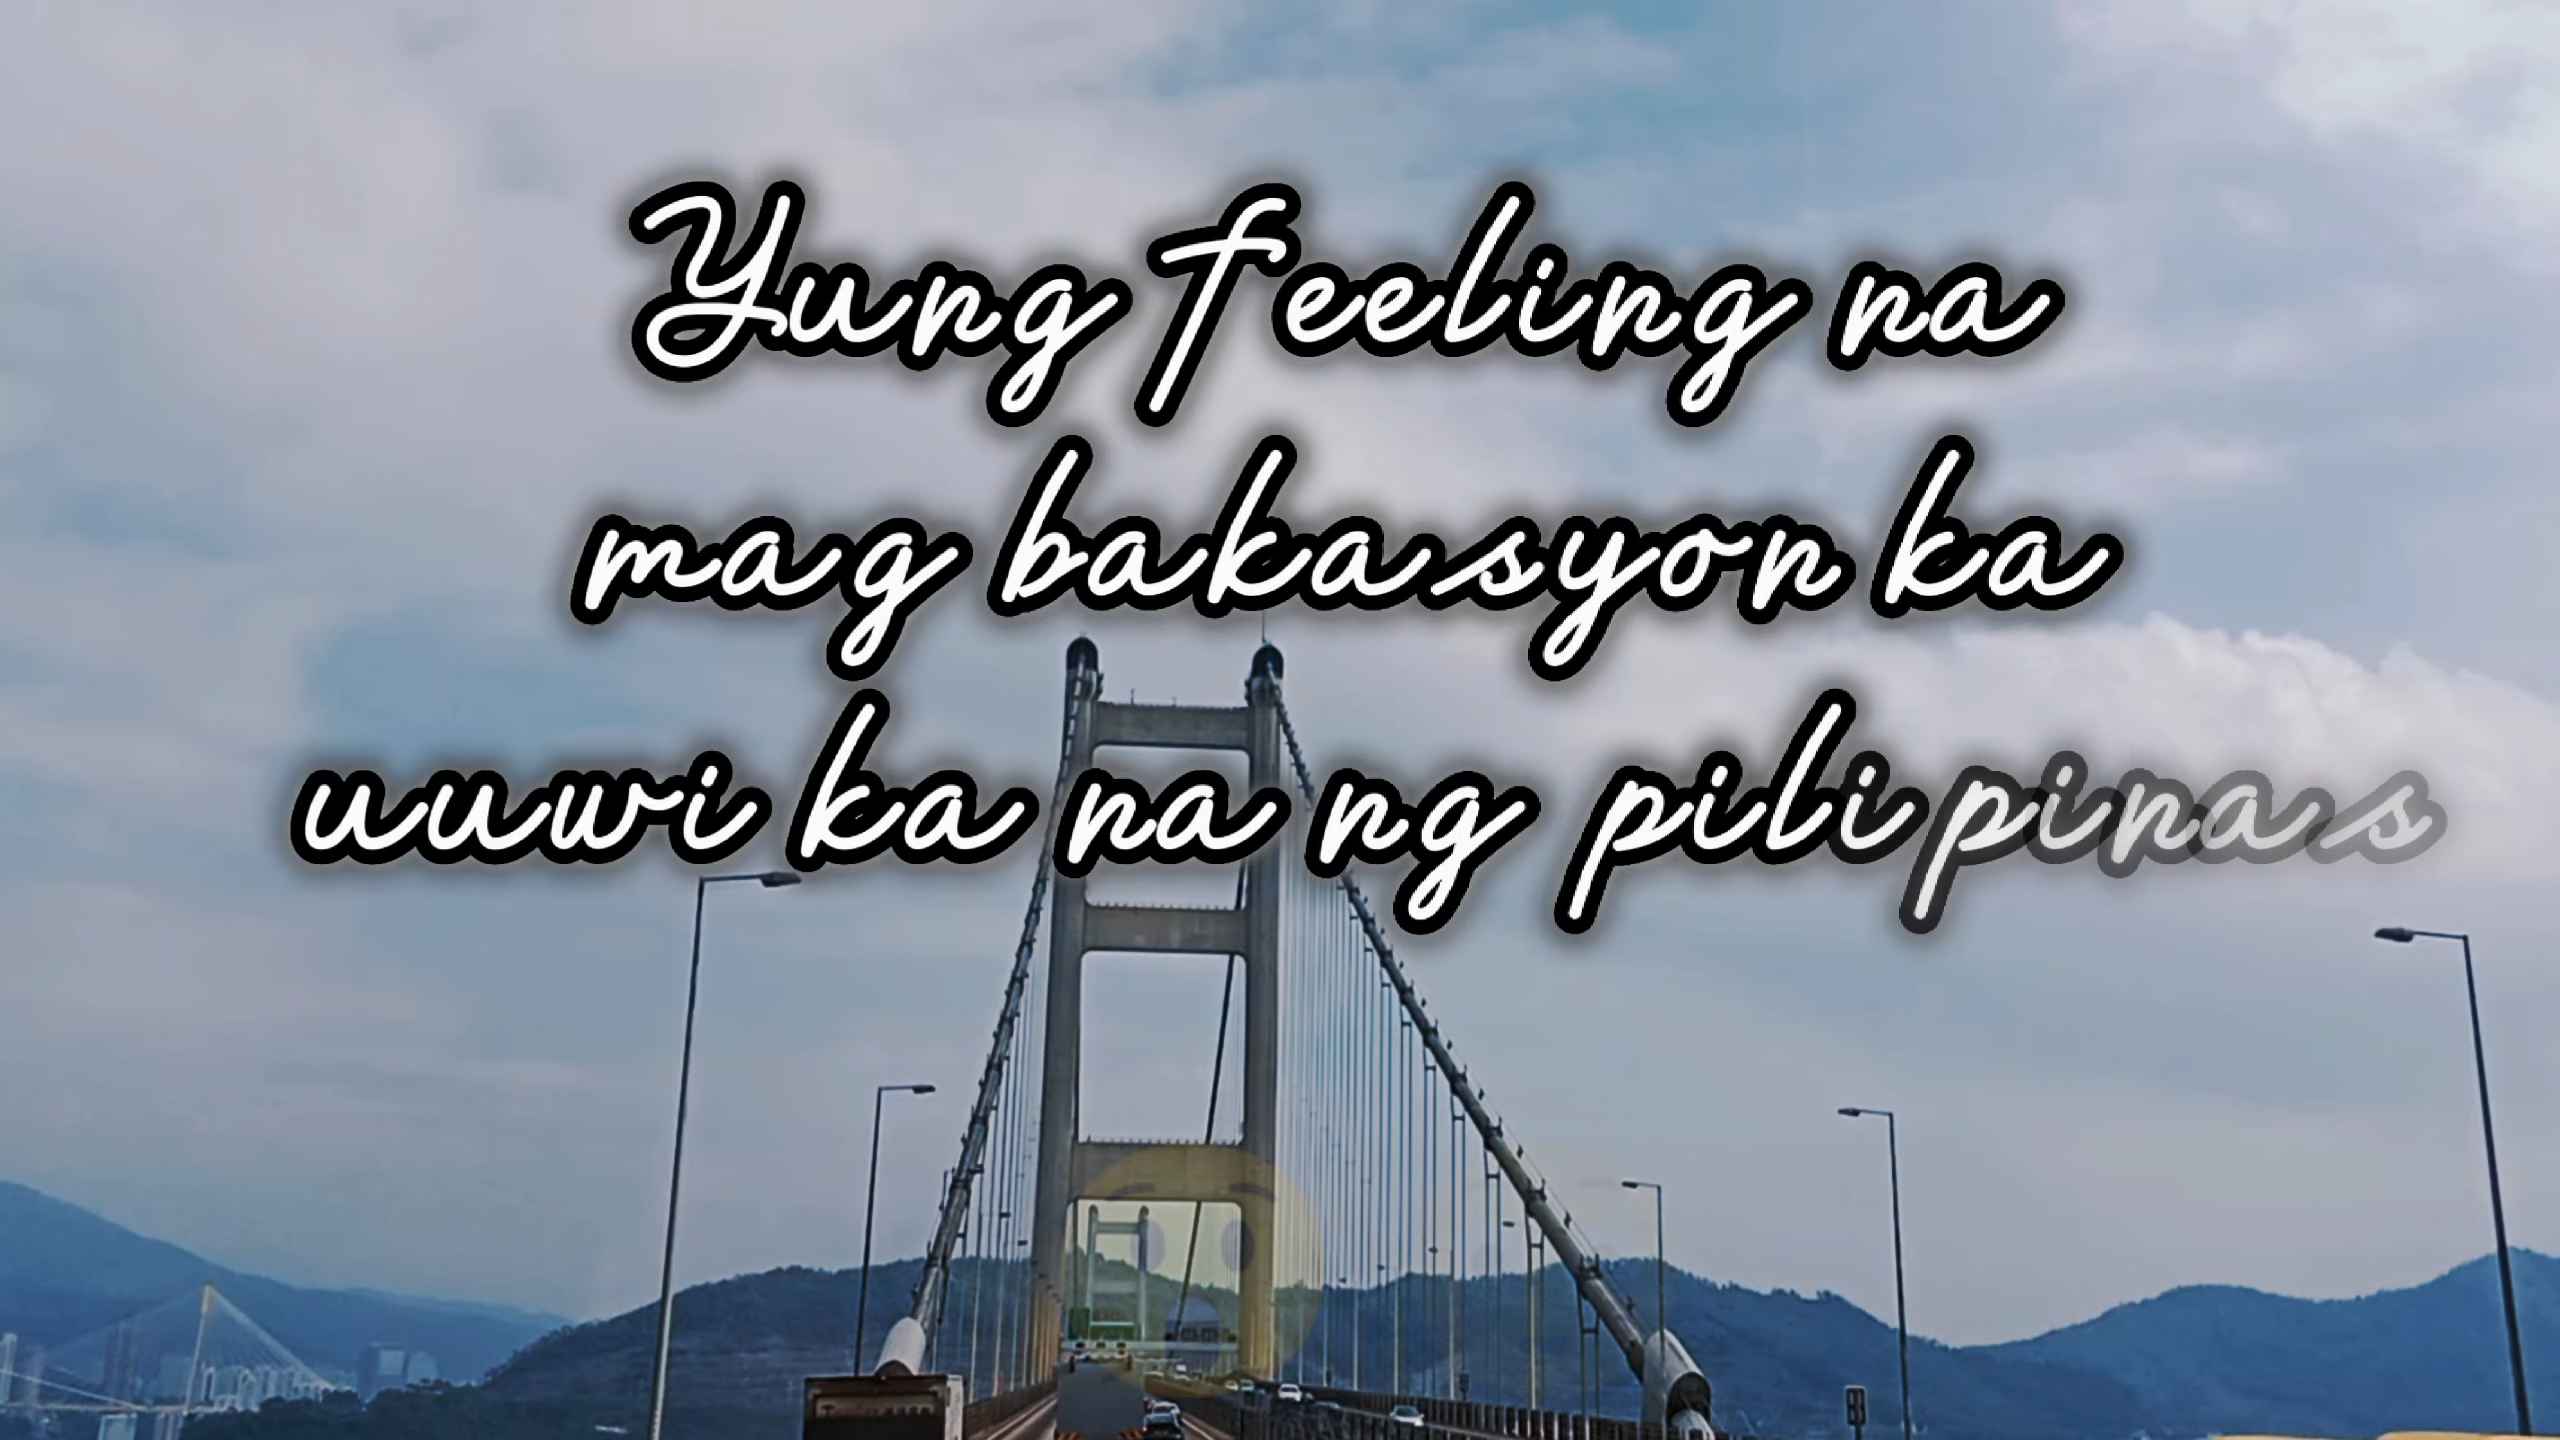 Yung feeling na
mag bakasyon ka
uuwi ka na ng pilipinas